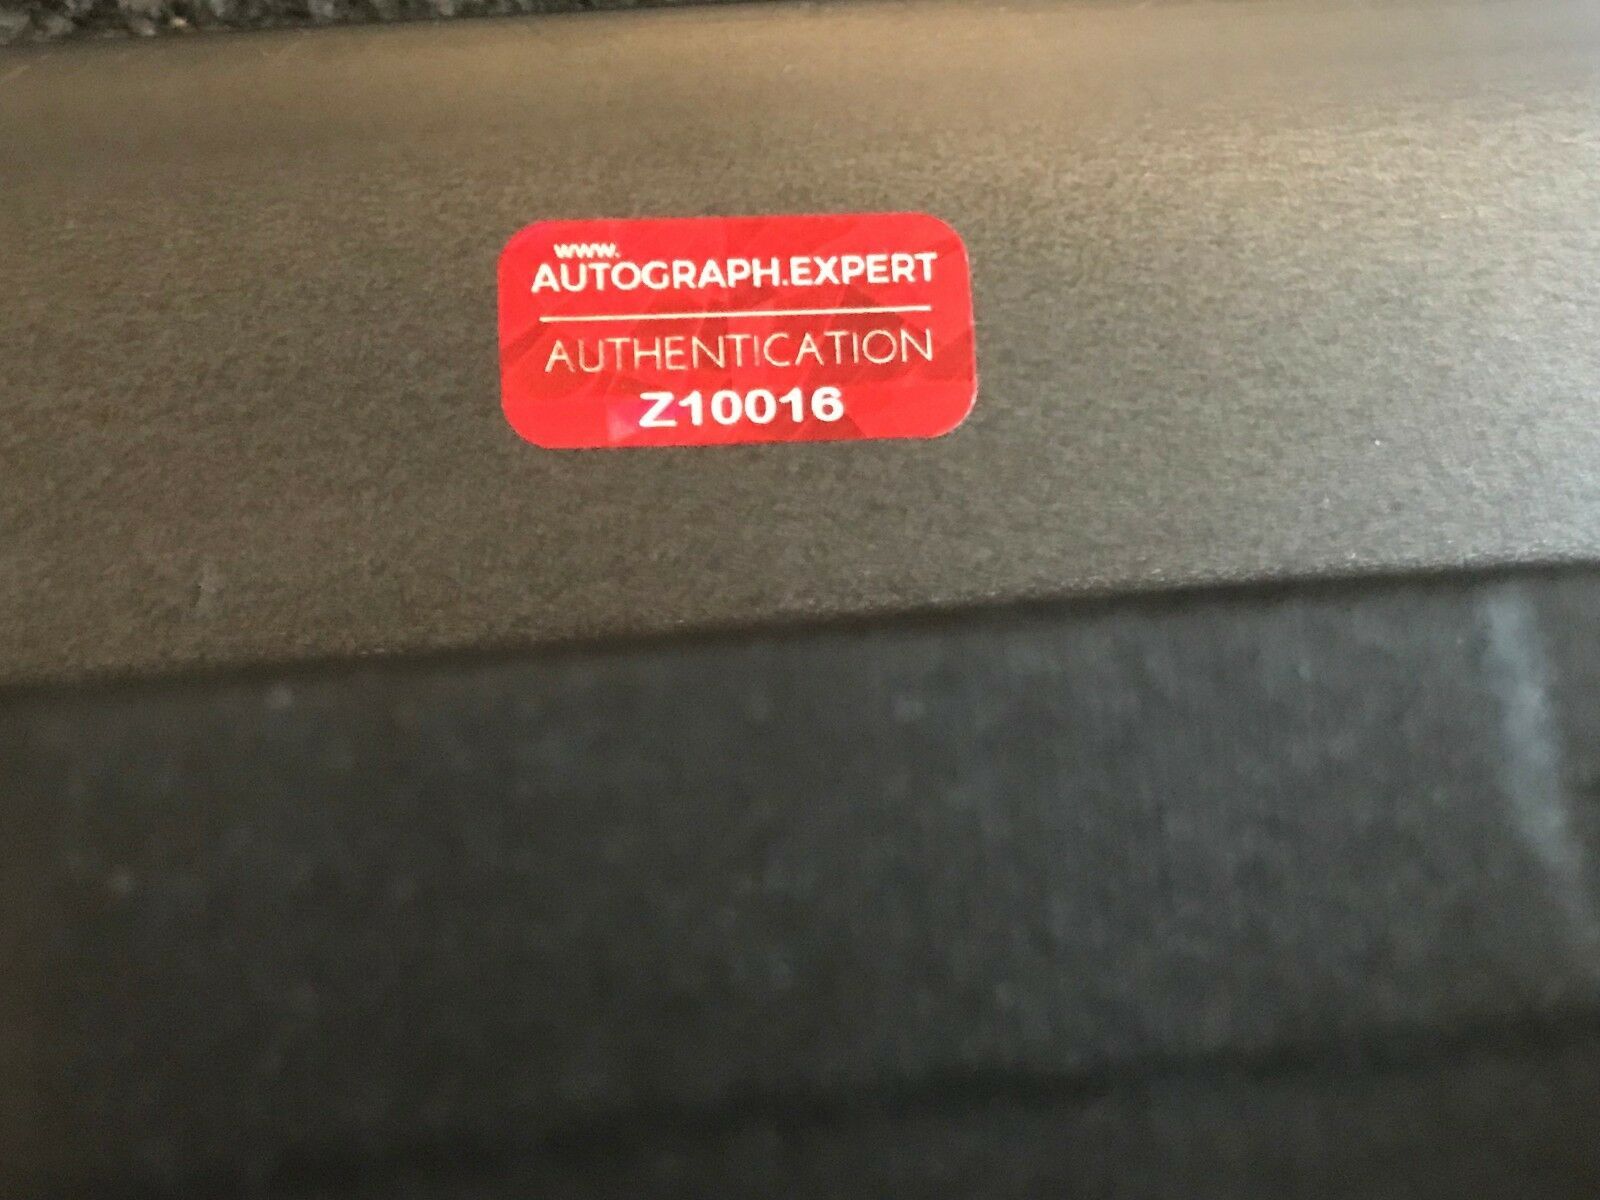 www.
AUTOGRAPH.EXPERT
AUTHENTICATION
Z10016